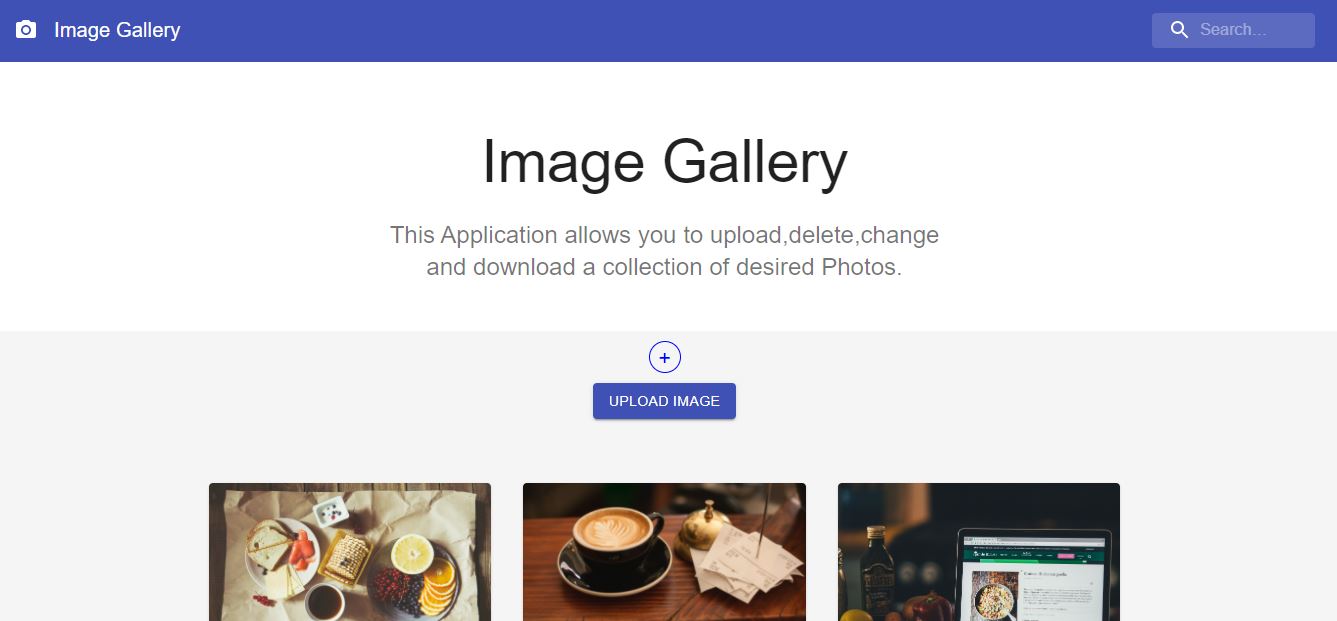 Image Gallery
Search...
Image Gallery
This Application allows you to upload,delete,change
and download a collection of desired Photos.
+
UPLOAD IMAGE